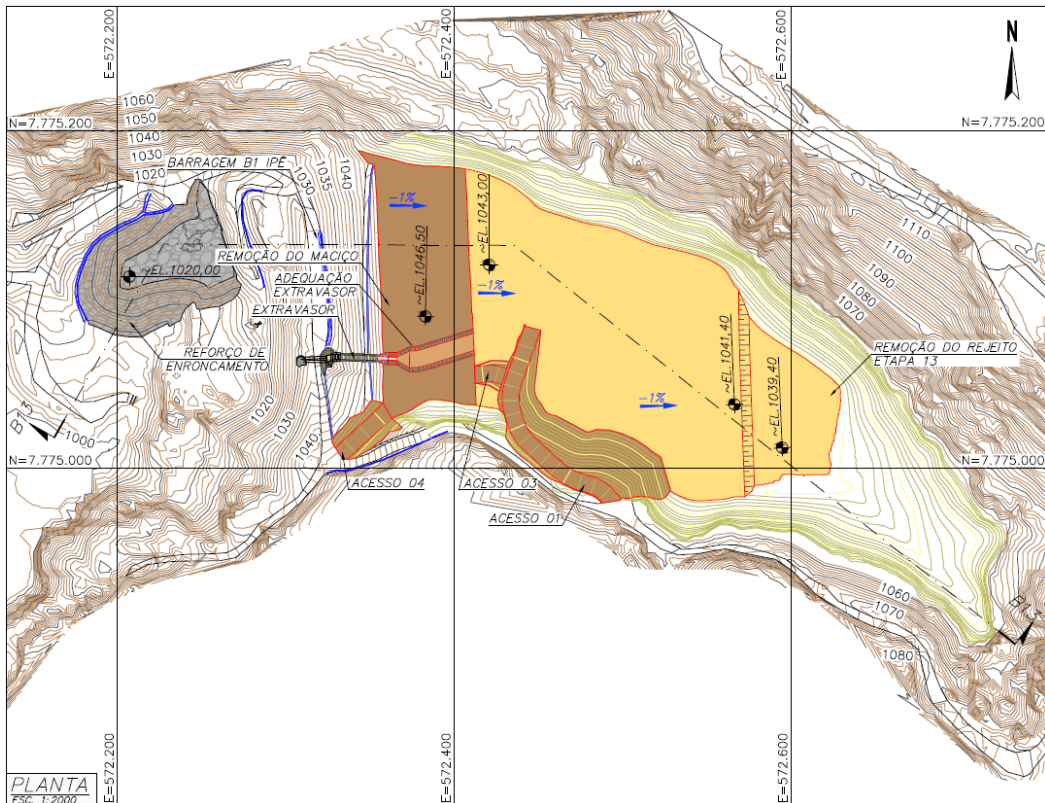 E=572.200
E=572.400
E=572.600
N
N=7.775.200
N=7.775.200
1060
1050
1040
1030
1020
BARRAGEM B1 IPÊ
1030
1035
1040
-1%
~EL.1043,00
1110
1100
1090
1080
1070
REMOÇÃO DO MACIÇO
~EL.1020,00
ADEQUAÇÃO
EXTRAVASOR
EXTRAVASOR
~EL.1046,50
-1%
REFORÇO DE
ENRONCAMENTO
REMOÇÃO DO REJEITO
ETAPA 13
~EL.1041,40
~EL.1039,40
-1%
1020
1030
1040
B13
1000
N=7.775.000
N=7.775.000
ACESSO 04
ACESSO 03
ACESSO 01
1060
1070
1080
B13
E=572.200
E=572.400
E=572.600
PLANTA
ESC. 1:2000